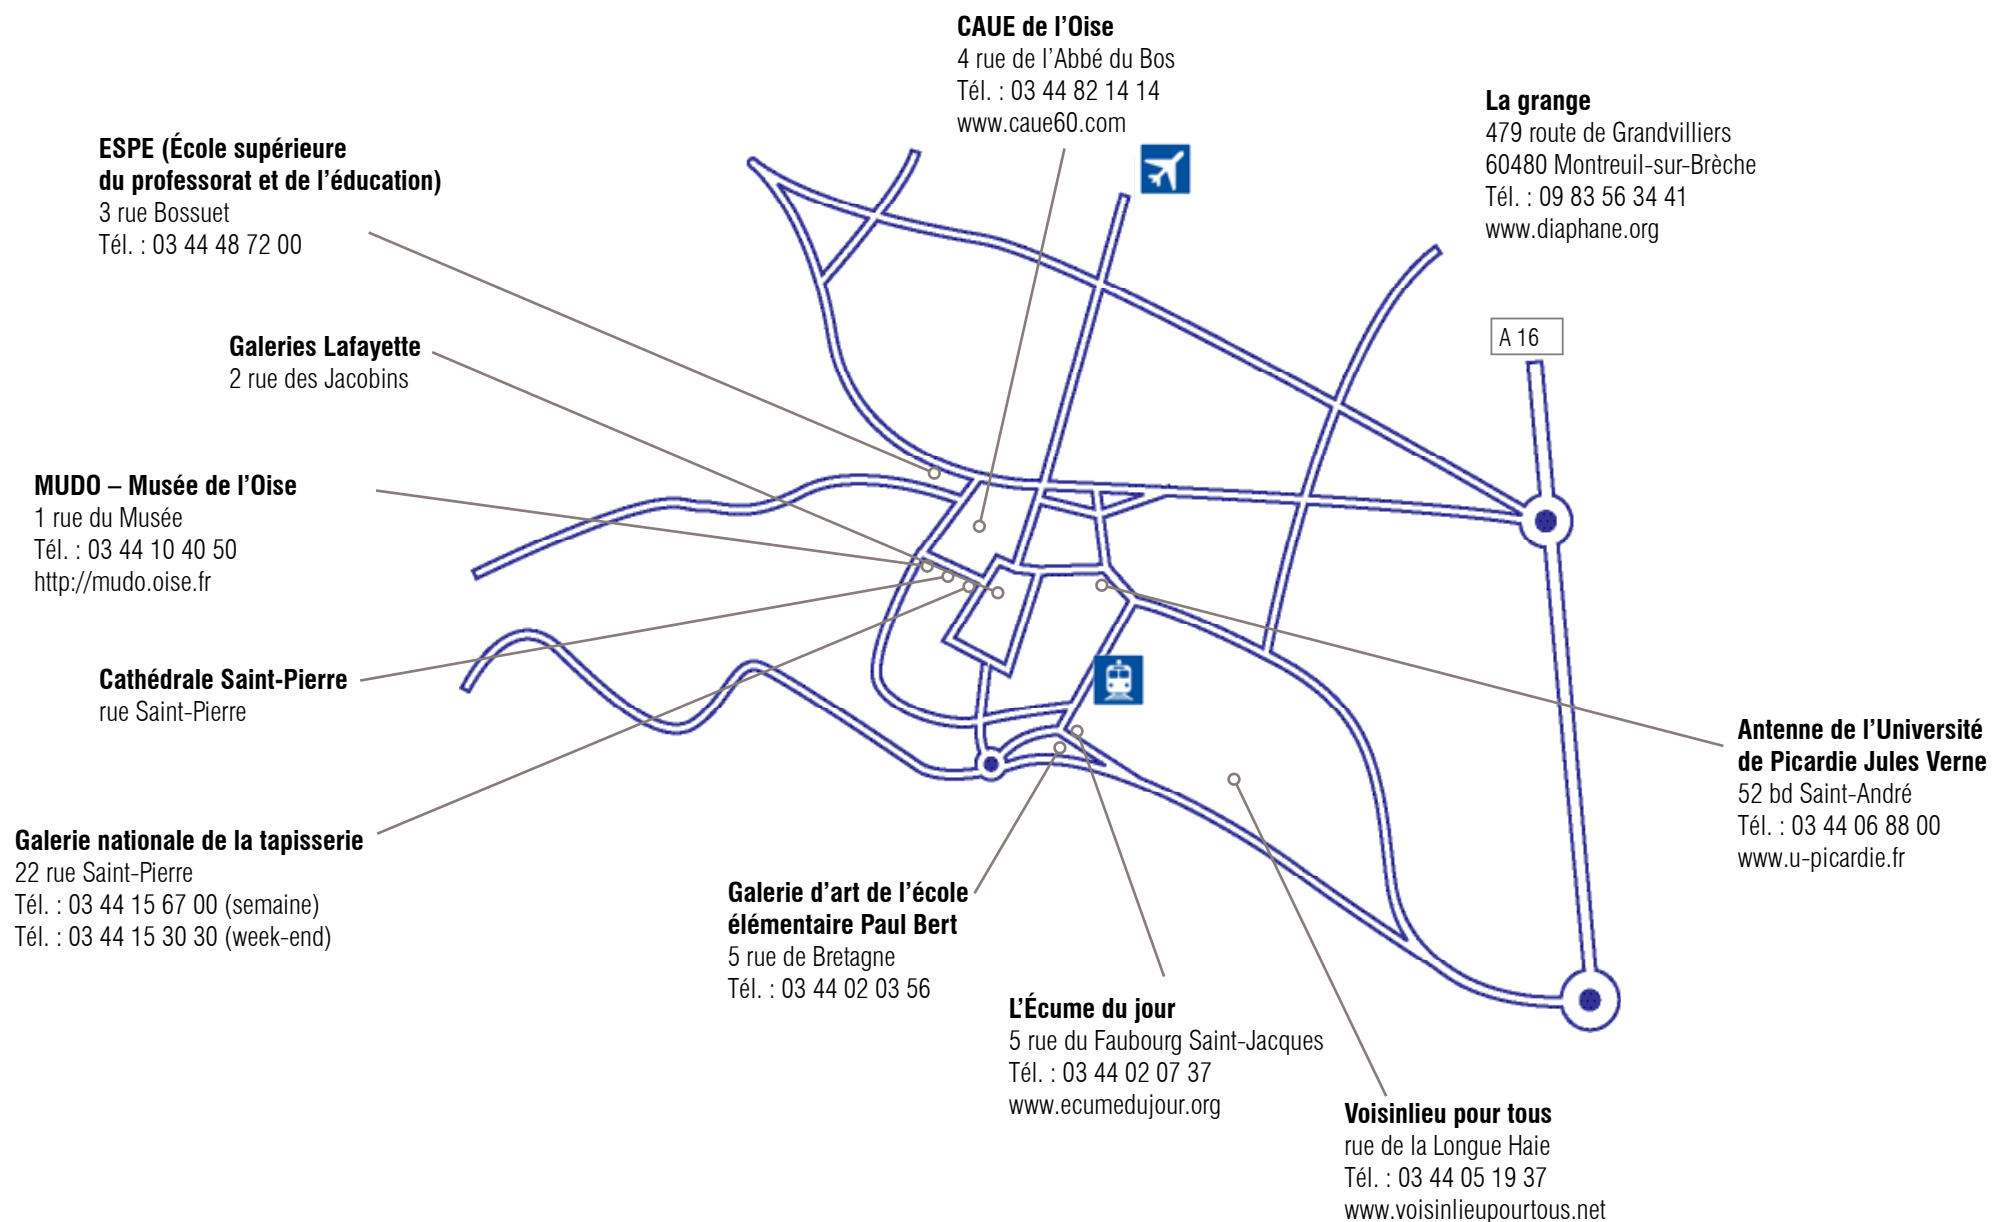 CAUE de l’Oise
4 rue de l’Abbé du Bos
Tél. : 03 44 82 14 14
www.caue60.com
La grange
479 route de Grandvilliers
60480 Montreuil-sur-Brèche
Tél. : 09 83 56 34 41
www.diaphane.org
ESPE (École supérieure
du professorat et de l’éducation)
3 rue Bossuet
Tél. : 03 44 48 72 00
Galeries Lafayette
2 rue des Jacobins
A 16
MUDO – Musée de l’Oise
1 rue du Musée
Tél. : 03 44 10 40 50
http://mudo.oise.fr
Cathédrale Saint-Pierre
rue Saint-Pierre
Antenne de l’Université
de Picardie Jules Verne
52 bd Saint-André
Tél. : 03 44 06 88 00
www.u-picardie.fr
Galerie nationale de la tapisserie
22 rue Saint-Pierre
Tél. : 03 44 15 67 00 (semaine)
Tél. : 03 44 15 30 30 (week-end)
Galerie d’art de l’école
élémentaire Paul Bert
5 rue de Bretagne
Tél. : 03 44 02 03 56
L’Écume du jour
5 rue du Faubourg Saint-Jacques
Tél. : 03 44 02 07 37
www.ecumedujour.org
Voisinlieu pour tous
rue de la Longue Haie
Tél. : 03 44 05 19 37
www.voisinlieupourtous.net